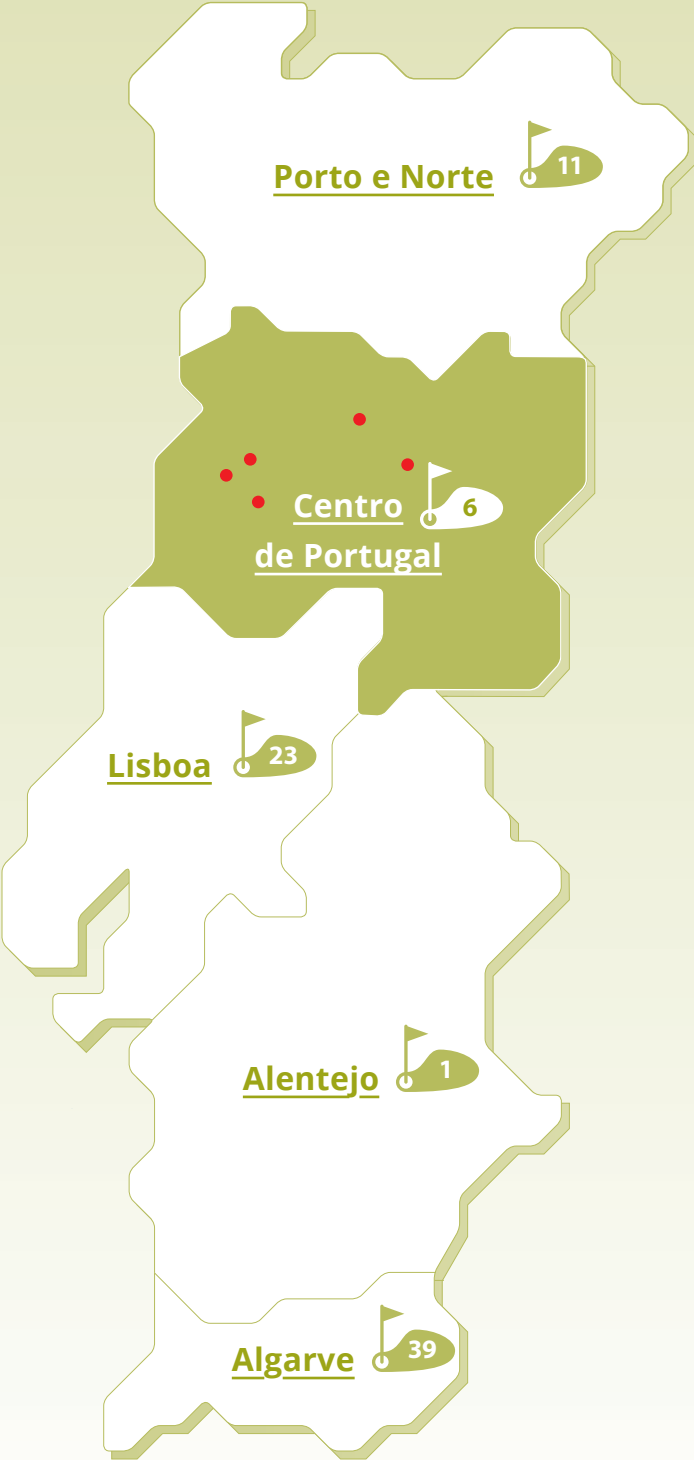 Porto e Norte
11
Centro
6
de Portugal
Lisboa
23
Alentejo
1
Algarve
39